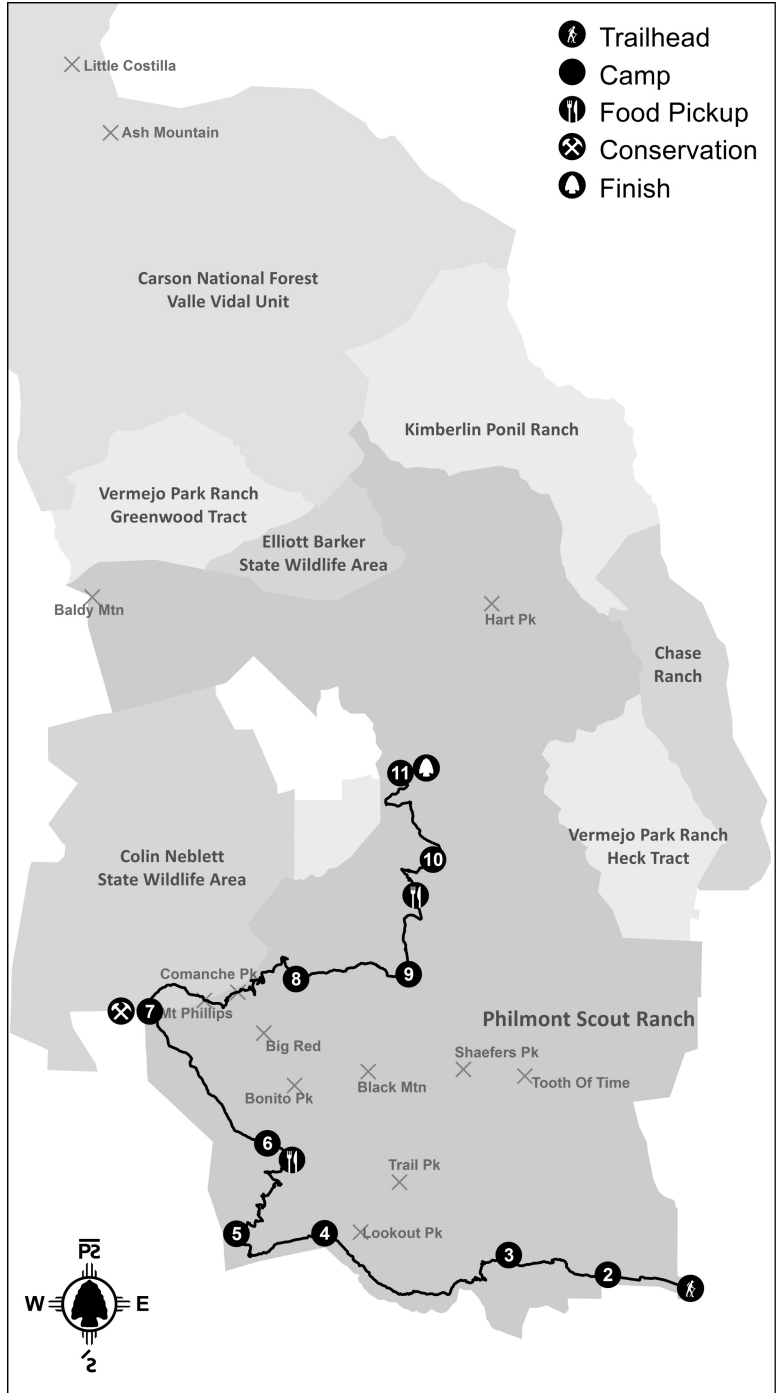 Trailhead
Camp
Food Pickup
Conservation
Finish
Little Costilla
Ash Mountain
Carson National Forest
Valle Vidal Unit
Kimberlin Ponil Ranch
Vermejo Park Ranch
Greenwood Tract
Elliott Barker
State Wildlife Area
Baldy Mtn
Hart Pk
Chase
Ranch
11
Vermejo Park Ranch
Heck Tract
10
Colin Neblett
State Wildlife Area
Comanche Pk
8
9
7
Mt Phillips
Philmont Scout Ranch
Big Red
Shaefers Pk
Black Mtn
Tooth Of Time
Bonito Pk
6
Trail Pk
5
4
Lookout Pk
3
2
W
E